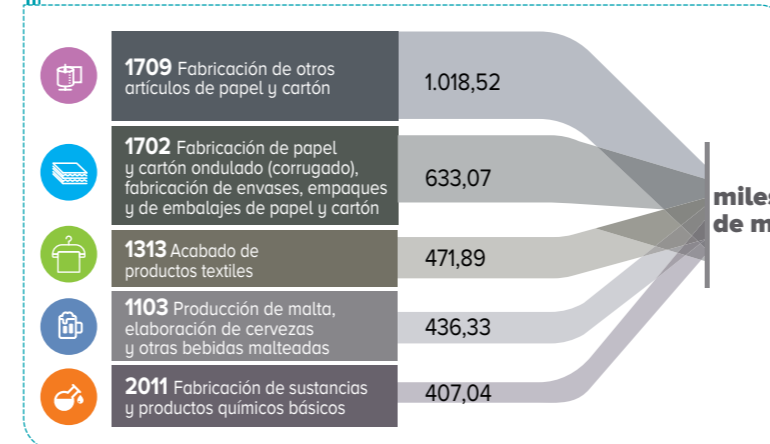 1709 Fabricación de otros
artículos de papel y cartón
1.018,52
1702 Fabricación de papel
y cartón ondulado (corrugado),
fabricación de envases, empaques
y de embalajes de papel y cartón
633,07
miles
de m
1313 Acabado de
productos textiles
471,89
1103 Producción de malta,
elaboración de cervezas
y otras bebidas malteadas
436,33
2011 Fabricación de sustancias
y productos químicos básicos
407,04